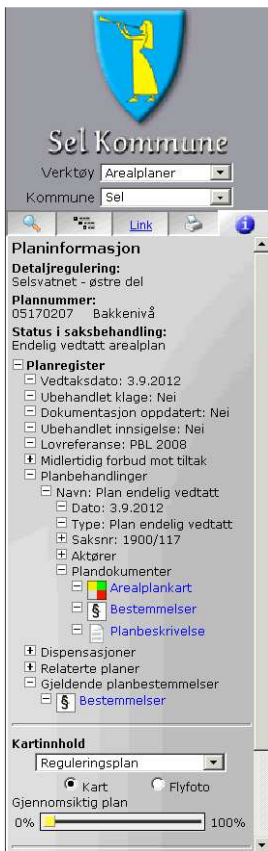 Sel Kommune
Verktøy Arealplaner
Kommune Sel
Link
Planinformasjon
Detaljregulering:
Selsvatnet - østre del
Plannummer:
05170207 Bakkenivå
Status i saksbehandling:
Endelig vedtatt arealplan
Planregister
Vedtaksdato: 3.9.2012
Ubehandlet klage: Nei
Dokumentasjon oppdatert: Nei
Ubehandlet innsigelse: Nei
Lovreferanse: PBL 2008
Midlertidig forbud mot tiltak
Planbehandlinger
Navn: Plan endelig vedtatt
Dato: 3.9.2012
Type: Plan endelig vedtatt
Saksnr: 1900/117
Aktører
Plandokumenter
Arealplankart
§ Bestemmelser
Planbeskrivelse
Dispensasjoner
Relaterte planer
Gjeldende planbestemmelser
§ Bestemmelser
Kartinnhold
Reguleringsplan
Kart Flyfoto
Gjennomsiktig plan
0% 100%